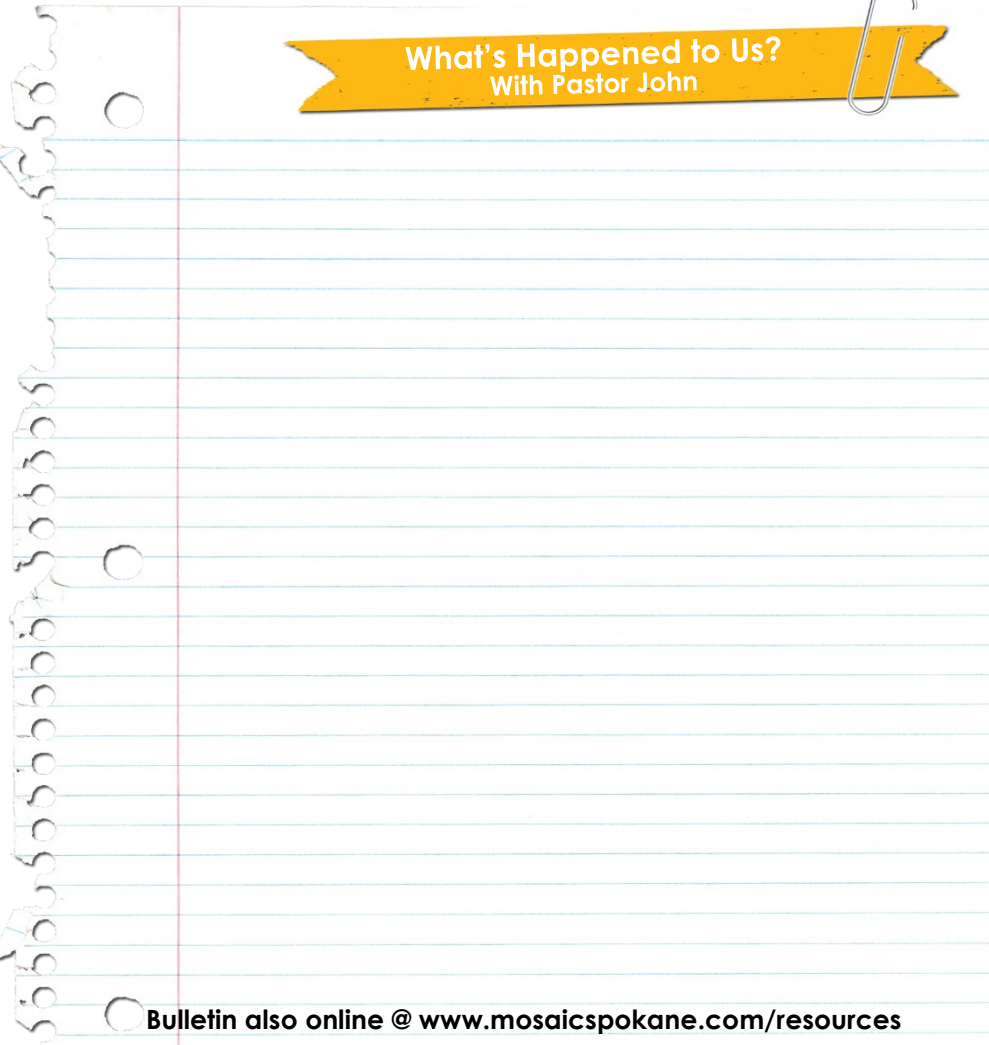 What's Happened to Us?
With Pastor John
Bulletin also online @ www.mosaicspokane.com/resources